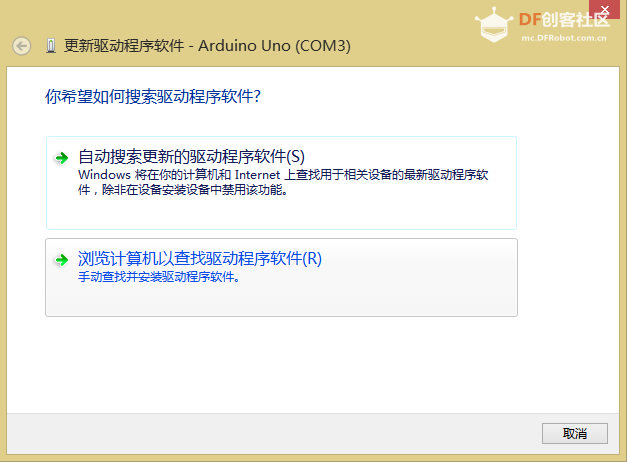 DF创客社区
mc.DFRobot.com.cn
更新驱动程序软件 - Arduino Uno (COM3)
你希望如何搜索驱动程序软件?
自动搜索更新的驱动程序软件(S)
Windows 将在你的计算机和 Internet 上查找用于相关设备的最新驱动程序软
件，除非在设备安装设备中禁用该功能。
浏览计算机以查找驱动程序软件(R)
手动查找并安装驱动程序软件。
取消